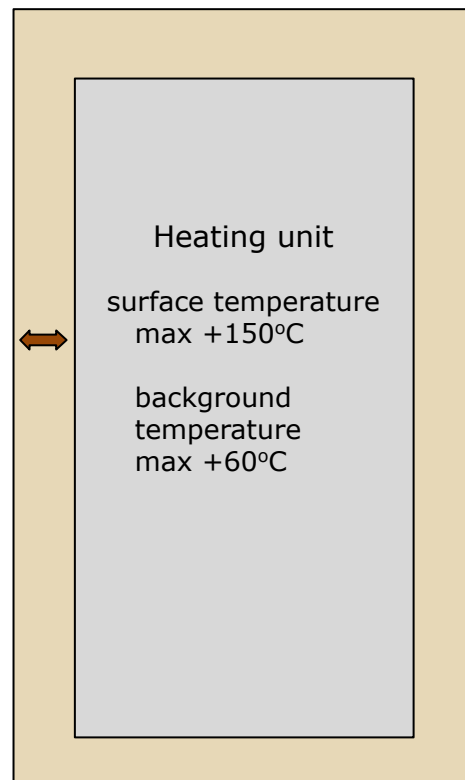 Heating unit
surface temperature
max +150°C
background
temperature
max +60°C